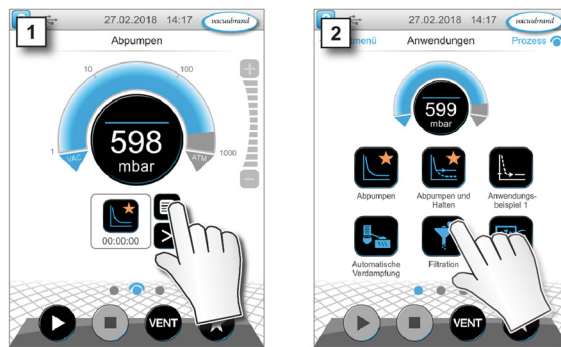 1
27.02.2018 14:17
vacuubrand
Abpumpen
10
100
1
1000
VAC
ATM
598
mbar
00:00:00
VENT
2
27.02.2018 14:17
vacuubrand
menü
Anwendungen
Prozess
599
mbar
Abpumpen
Abpumpen und
Halten
Anwendungs-
beispiel 1
Automatische
Verdampfung
Filtration
VENT